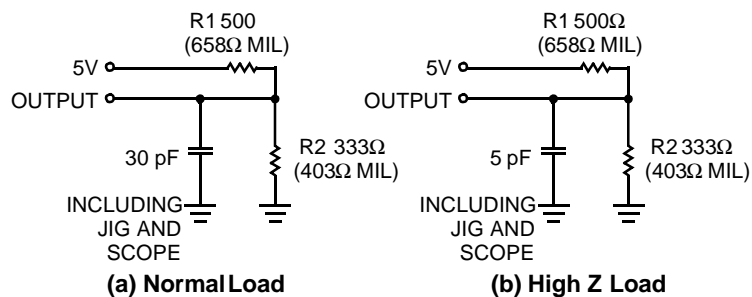 R1 500
(658Ω MIL)
5V
OUTPUT
30 pF
R2 333Ω
(403Ω MIL)
INCLUDING
JIG AND
SCOPE
(a) Normal Load
R1 500Ω
(658Ω MIL)
5V
OUTPUT
5 pF
R2 333Ω
(403Ω MIL)
INCLUDING
JIG AND
SCOPE
(b) High Z Load